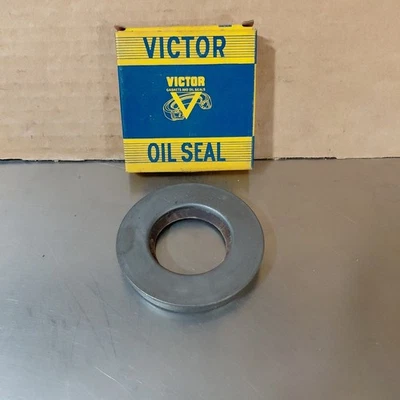 VICTOR
VICTOR
GASKETS AND OIL SEALS
V
OIL SEAL